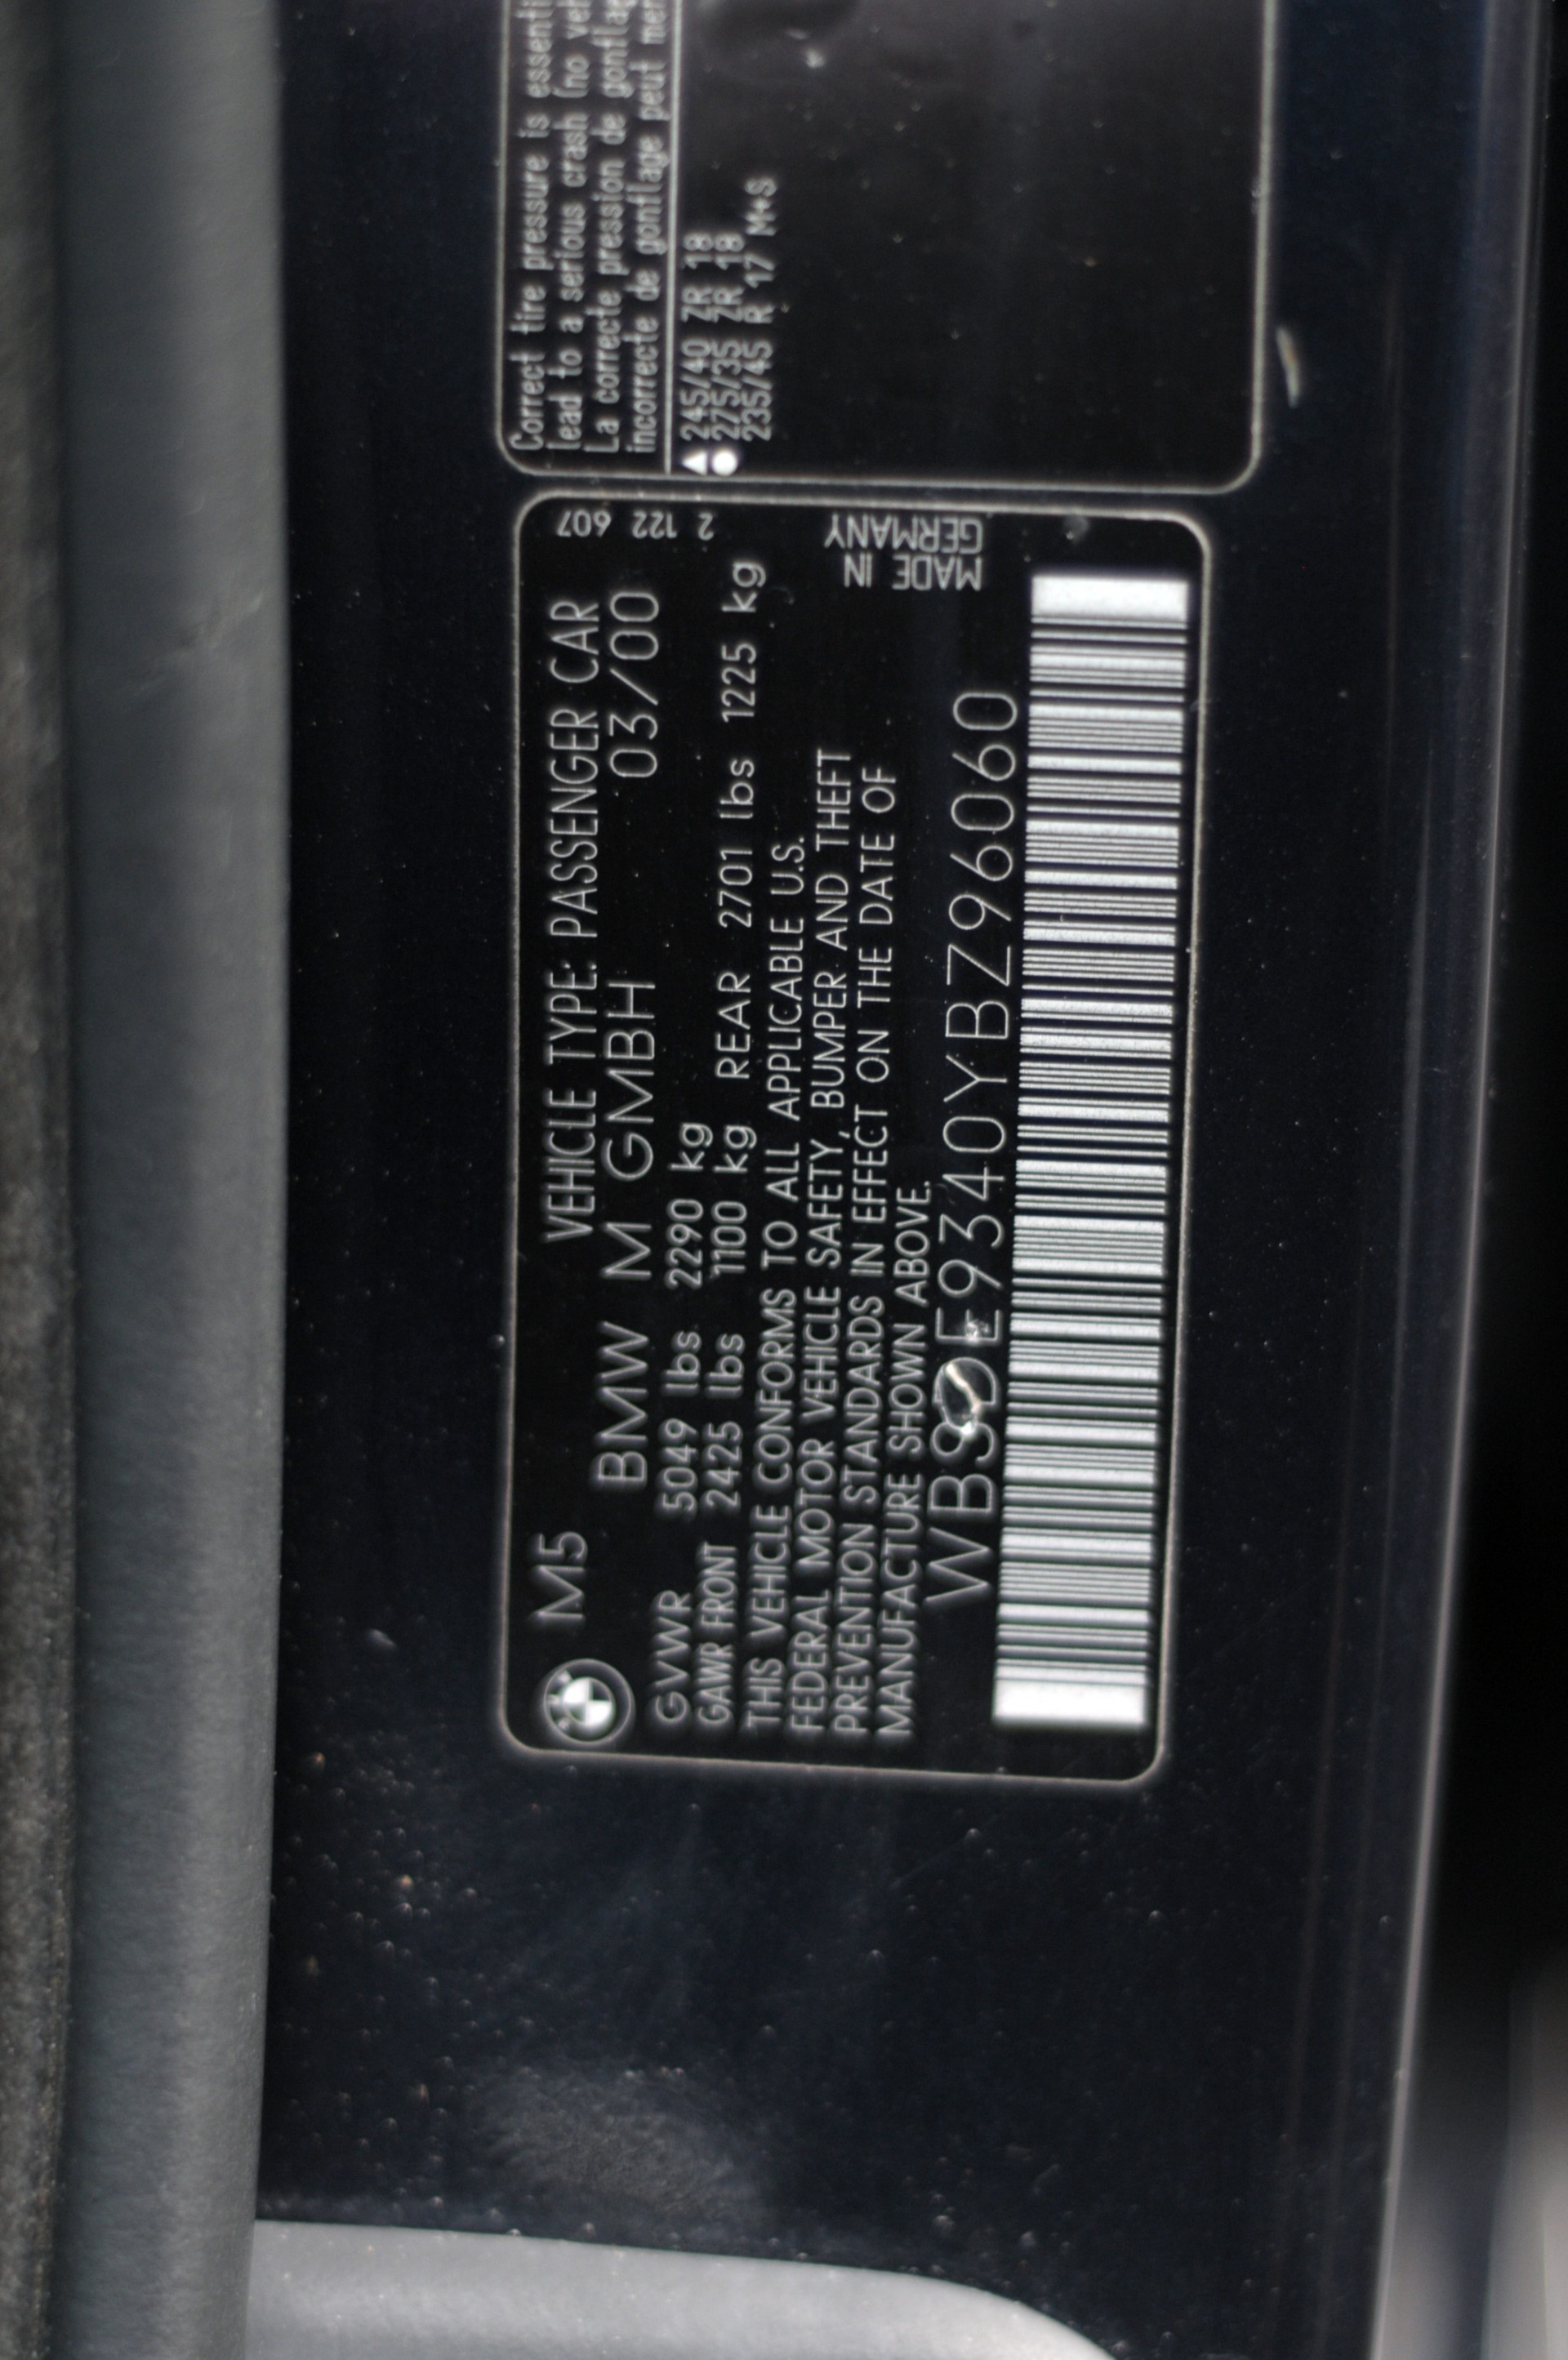 M5 VEHICLE TYPE: PASSENGER CAR
BMW M GMBH 03/00
GVWR 5049 lbs 2290 kg
GAWR FRONT 2425 lbs 1100 kg REAR 2701 lbs 1225 kg
THIS VEHICLE CONFORMS TO ALL APPLICABLE U.S.
FEDERAL MOTOR VEHICLE SAFETY, BUMPER AND THEFT
PREVENTION STANDARDS IN EFFECT ON THE DATE OF
MANUFACTURE SHOWN ABOVE.
WBSDE9340YBZ96060
2 122 607
MADE IN
GERMANY
Correct tire pressure is essenti
lead to a serious crash (no veh
La correcte pression de gonfla
incorrecte de gonflage peut
245/40 ZR 18
275/35 ZR 18
235/45 R 17 M+S